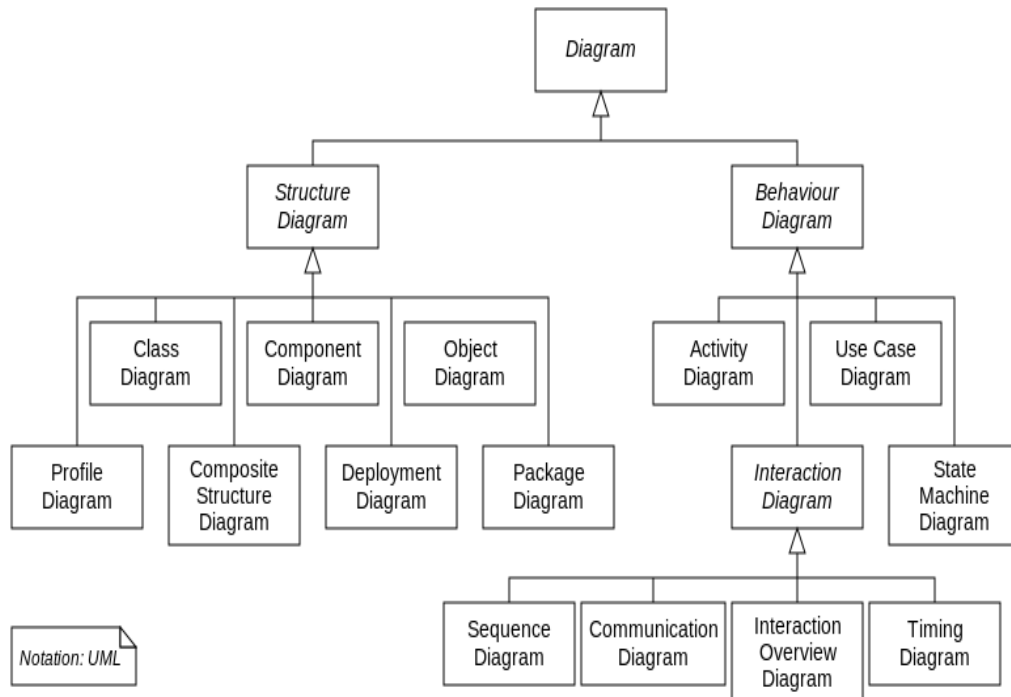 Diagram
Structure
Diagram
Behaviour
Diagram
Class
Diagram
Component
Diagram
Object
Diagram
Activity
Diagram
Use Case
Diagram
Profile
Diagram
Composite
Structure
Diagram
Deployment
Diagram
Package
Diagram
Interaction
Diagram
State
Machine
Diagram
Sequence
Diagram
Communication
Diagram
Interaction
Overview
Diagram
Timing
Diagram
Notation: UML